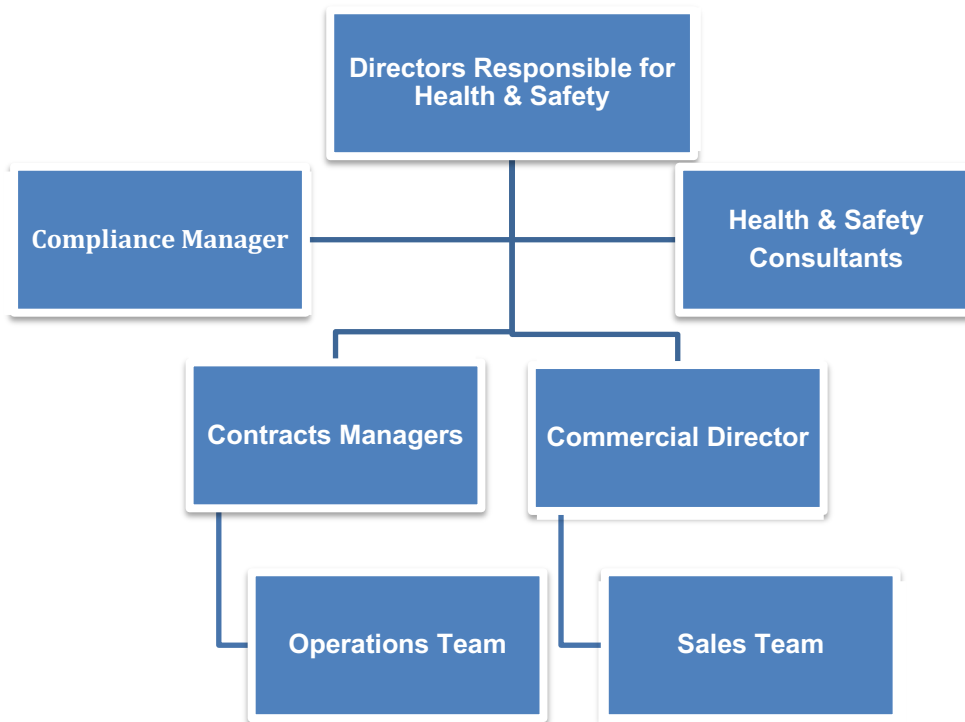 Directors Responsible for
Health & Safety
Compliance Manager
Health & Safety
Consultants
Contracts Managers
Commercial Director
Operations Team
Sales Team